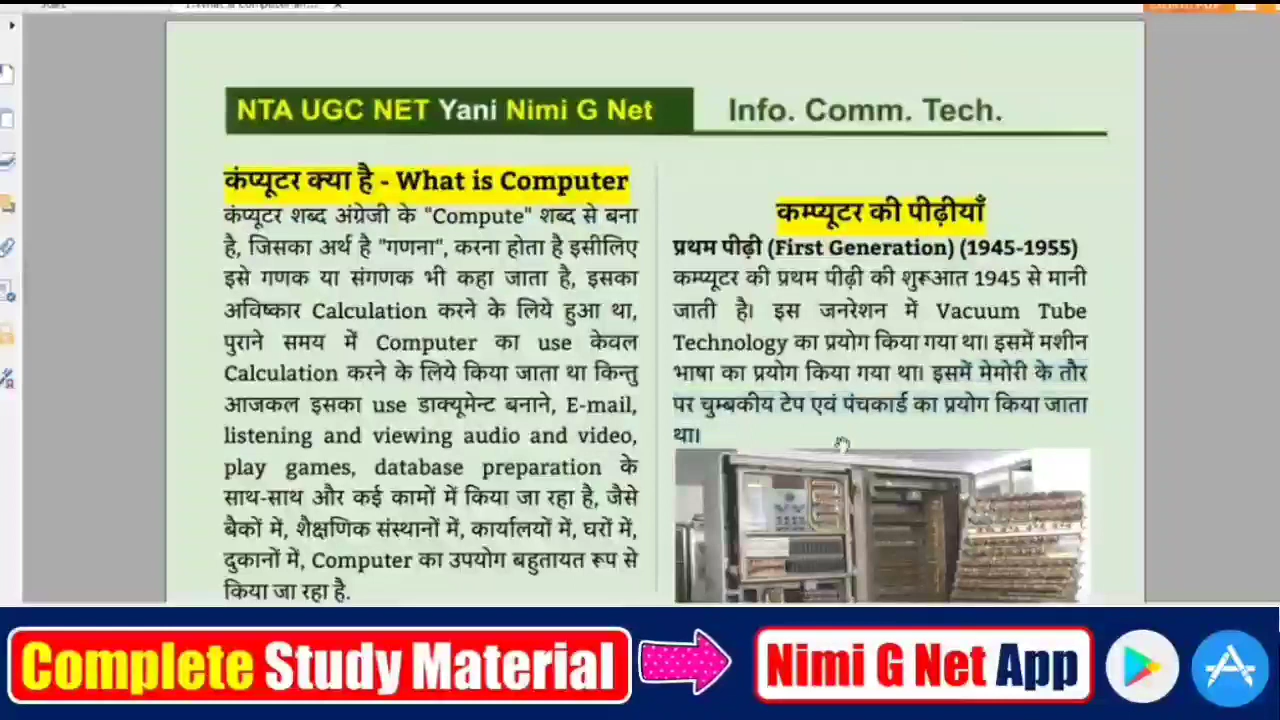 NTA UGC NET Yani Nimi G Net
Info. Comm. Tech.
कंप्यूटर क्या है - What is Computer
कंप्यूटर शब्द अंग्रेजी के "Compute" शब्द से बना
है, जिसका अर्थ है "गणना", करना होता है इसीलिए
इसे गणक या संगणक भी कहा जाता है, इसका
अविष्कार Calculation करने के लिये हुआ था,
पुराने समय में Computer का use केवल
Calculation करने के लिये किया जाता था किन्तु
आजकल इसका use डाक्यूमेन्ट बनाने, E-mail,
listening and viewing audio and video,
play games, database preparation के
साथ-साथ और कई कामों में किया जा रहा है, जैसे
बैकों में, शैक्षणिक संस्थानों में, कार्यालयों में, घरों में,
दुकानों में, Computer का उपयोग बहुतायत रूप से
किया जा रहा है.
कम्प्यूटर की पीढ़ीयाँ
प्रथम पीढ़ी (First Generation) (1945-1955)
कम्प्यूटर की प्रथम पीढ़ी की शुरूआत 1945 से मानी
जाती है। इस जनरेशन में Vacuum Tube
Technology का प्रयोग किया गया था। इसमें मशीन
भाषा का प्रयोग किया गया था। इसमें मेमोरी के तौर
पर चुम्बकीय टेप एवं पंचकार्ड का प्रयोग किया जाता
था।
Complete Study Material
Nimi G Net App